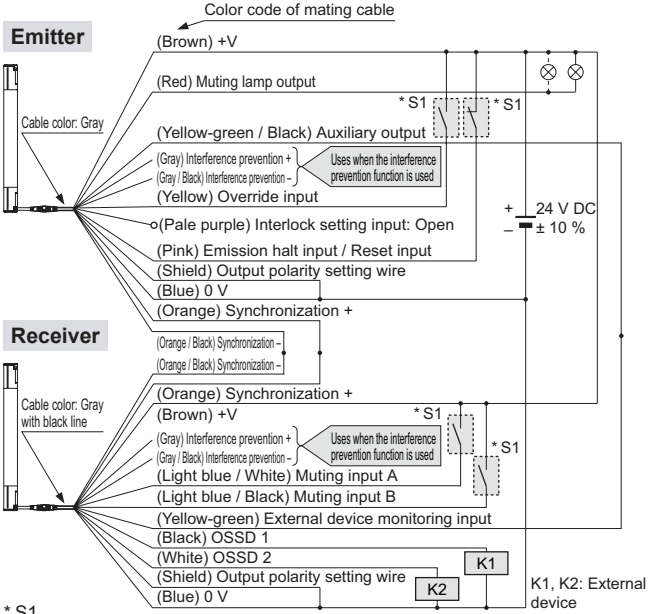 Color code of mating cable
Emitter
(Brown) +V
(Red) Muting lamp output
* S1
* S1
Cable color: Gray
(Yellow-green / Black) Auxiliary output
(Gray) Interference prevention +
(Gray / Black) Interference prevention –
Uses when the interference
prevention function is used
(Yellow) Override input
(Pale purple) Interlock setting input: Open
+
–
24 V DC
± 10 %
(Pink) Emission halt input / Reset input
(Shield) Output polarity setting wire
(Blue) 0 V
(Orange) Synchronization +
Receiver
(Orange / Black) Synchronization –
(Orange / Black) Synchronization –
(Orange) Synchronization +
(Brown) +V
* S1
* S1
Cable color: Gray
with black line
(Gray) Interference prevention +
(Gray / Black) Interference prevention –
Uses when the interference
prevention function is used
(Light blue / White) Muting input A
(Light blue / Black) Muting input B
(Yellow-green) External device monitoring input
(Black) OSSD 1
(White) OSSD 2
K1
(Shield) Output polarity setting wire
K2
(Blue) 0 V
K1, K2: External
device
* S1